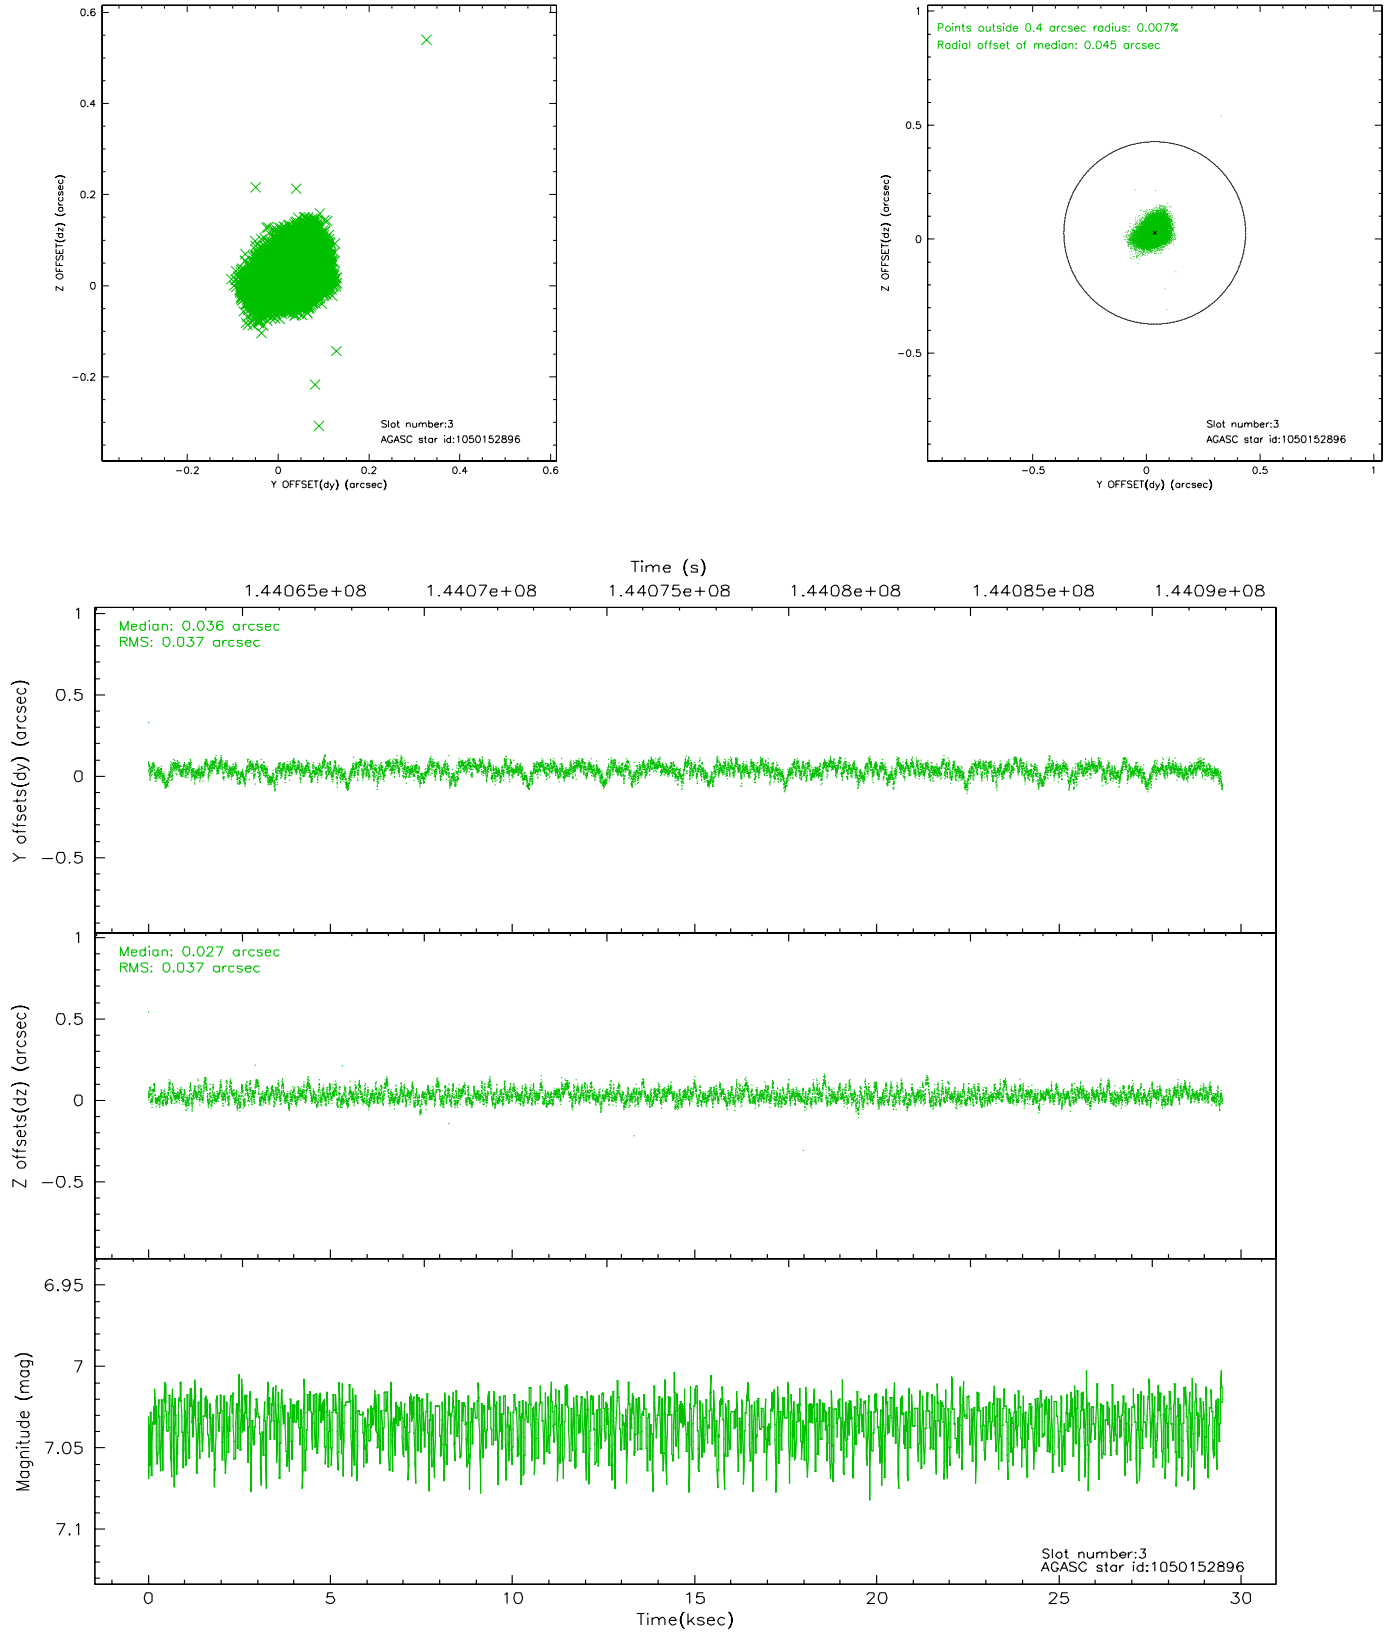 0.6
0.4
0.2
0
−0.2
Z OFFSET(dz) (arcsec)
Slot number:3
AGASC star id:1050152896
−0.2 0 0.2 0.4 0.6
Y OFFSET(dy) (arcsec)
1
0.5
0
−0.5
Z OFFSET(dz) (arcsec)
Points outside 0.4 arcsec radius: 0.007%
Radial offset of median: 0.045 arcsec
Slot number:3
AGASC star id:1050152896
−0.5 0 0.5 1
Y OFFSET(dy) (arcsec)
Time (s)
1.44065e+08 1.4407e+08 1.44075e+08 1.4408e+08 1.44085e+08 1.4409e+08
Median: 0.036 arcsec
RMS: 0.037 arcsec
1
0.5
0
−0.5
Y offsets(dy) (arcsec)
Median: 0.027 arcsec
RMS: 0.037 arcsec
1
0.5
0
−0.5
Z offsets(dz) (arcsec)
6.95
7
7.05
7.1
Magnitude (mag)
Slot number:3
AGASC star id:1050152896
0 5 10 15 20 25 30
Time(ksec)